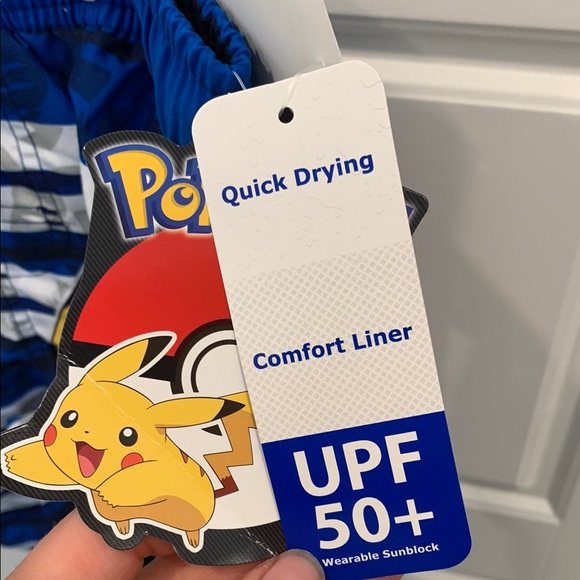 Quick Drying
Comfort Liner
UPF
50+
Wearable Sunblock